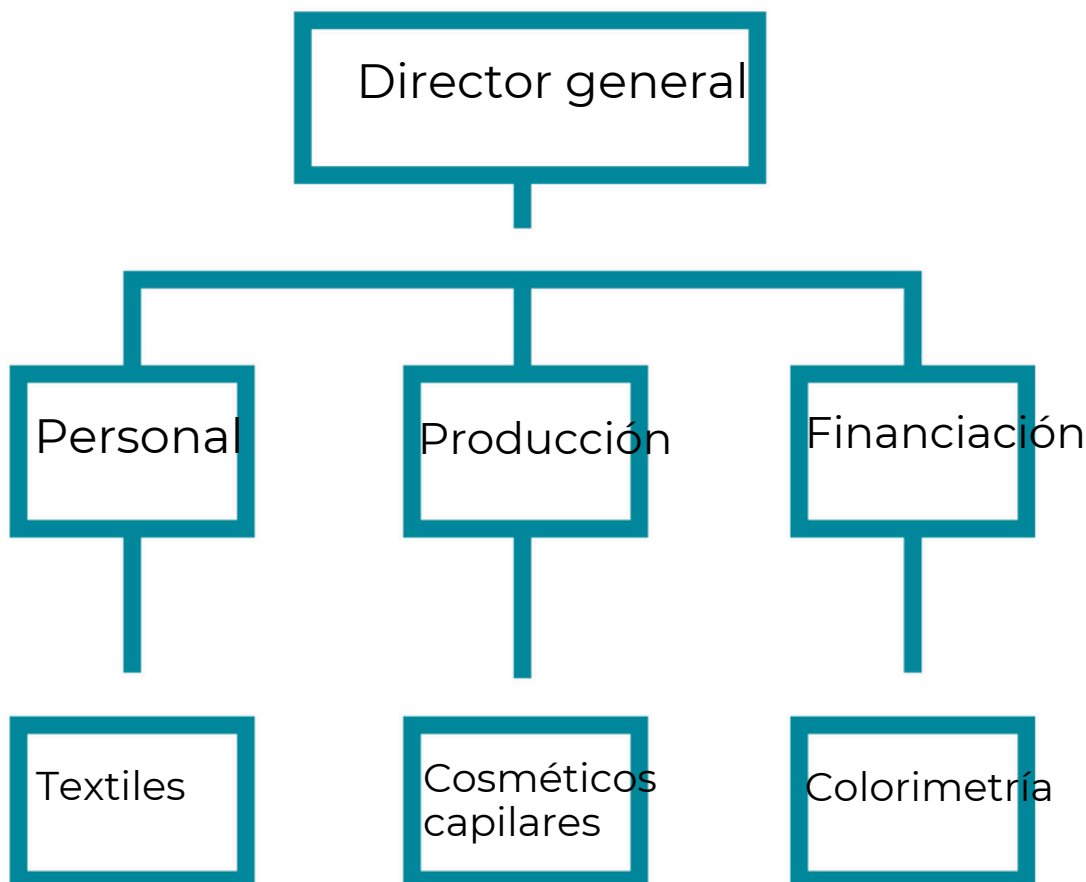 Director general
Personal
Producción
Financiación
Textiles
Cosméticos
capilares
Colorimetría